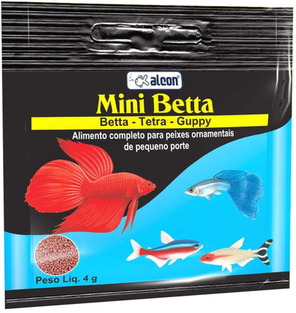 alcon
Mini Betta
Betta - Tetra - Guppy
Alimento completo para peixes ornamentais
de pequeno porte
Peso Líq. 4 g